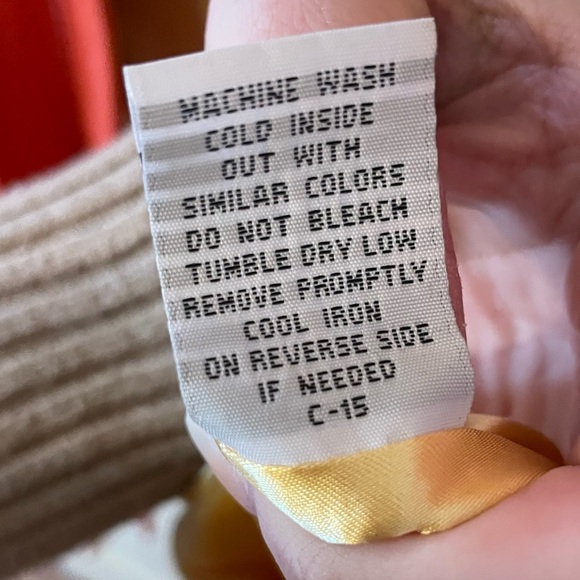 MACHINE WASH
COLD INSIDE
OUT WITH
SIMILAR COLORS
DO NOT BLEACH
TUMBLE DRY LOW
REMOVE PROMPTLY
COOL IRON
ON REVERSE SIDE
IF NEEDED
C-15